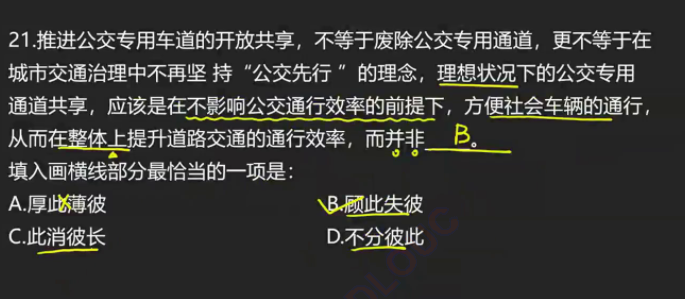 21.推进公交专用车道的开放共享，不等于废除公交专用通道，更不等于在
城市交通治理中不再坚 持“公交先行 ”的理念，理想状况下的公交专用
通道共享，应该是在不影响公交通行效率的前提下，方便社会车辆的通行，
从而在整体上提升道路交通的通行效率，而并非 B 。
填入画横线部分最恰当的一项是：
A.厚此薄彼
B.顾此失彼
C.此消彼长
D.不分彼此